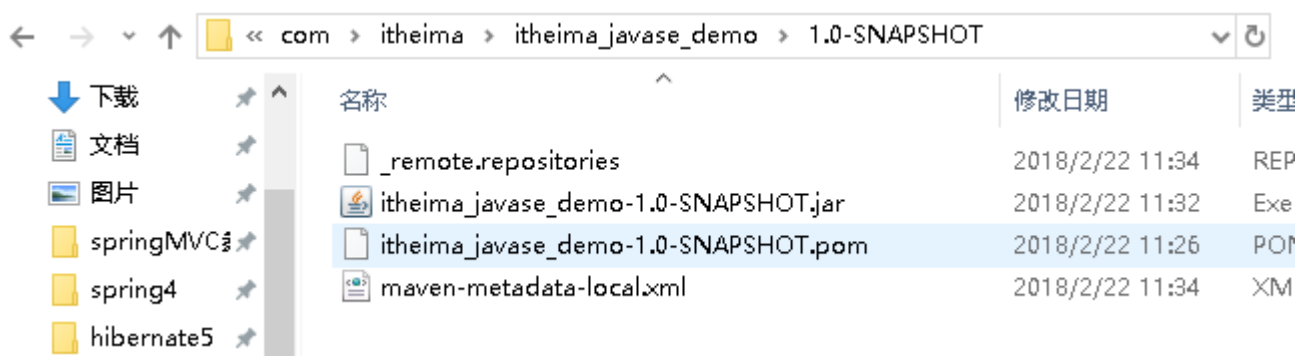 « com › itheima › itheima_javase_demo › 1.0-SNAPSHOT
下载
文档
图片
springMVC
spring4
hibernate5
名称 修改日期 类型
_remote.repositories 2018/2/22 11:34 REP
itheima_javase_demo-1.0-SNAPSHOT.jar 2018/2/22 11:32 Exe
itheima_javase_demo-1.0-SNAPSHOT.pom 2018/2/22 11:26 POM
maven-metadata-local.xml 2018/2/22 11:34 XM